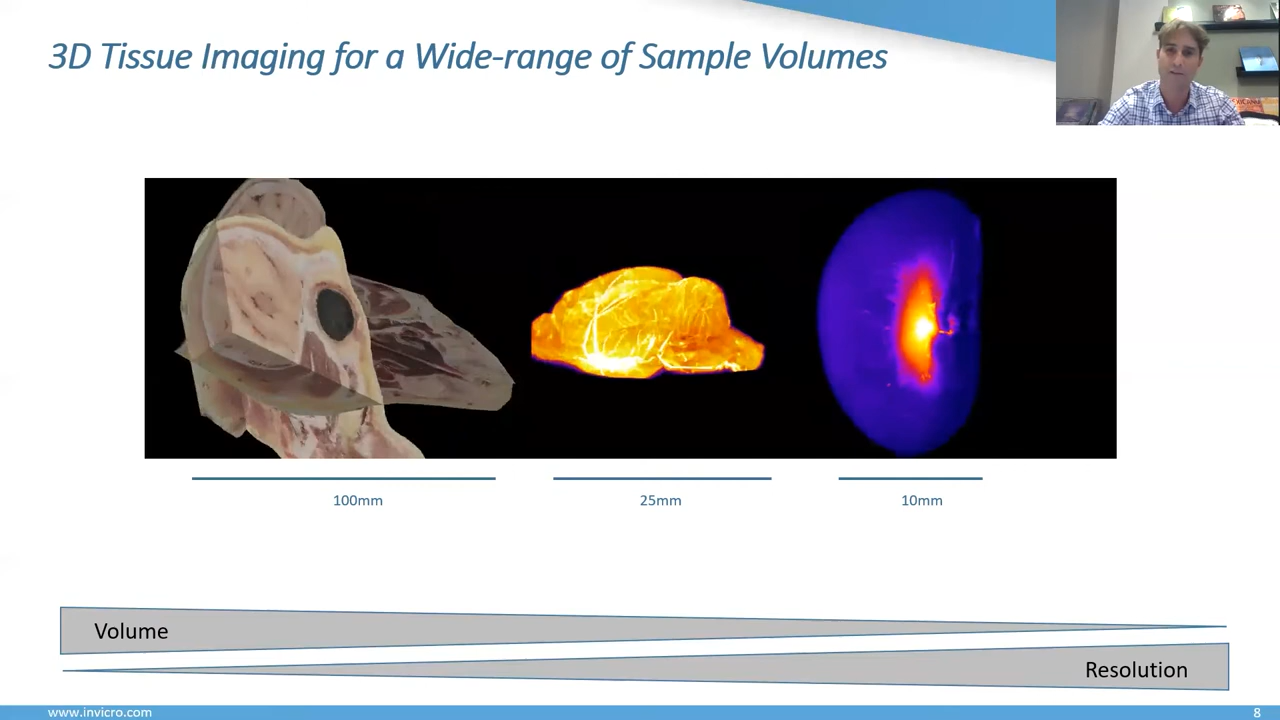 3D Tissue Imaging for a Wide-range of Sample Volumes
100mm
25mm
10mm
Volume
Resolution
www.invicro.com
8